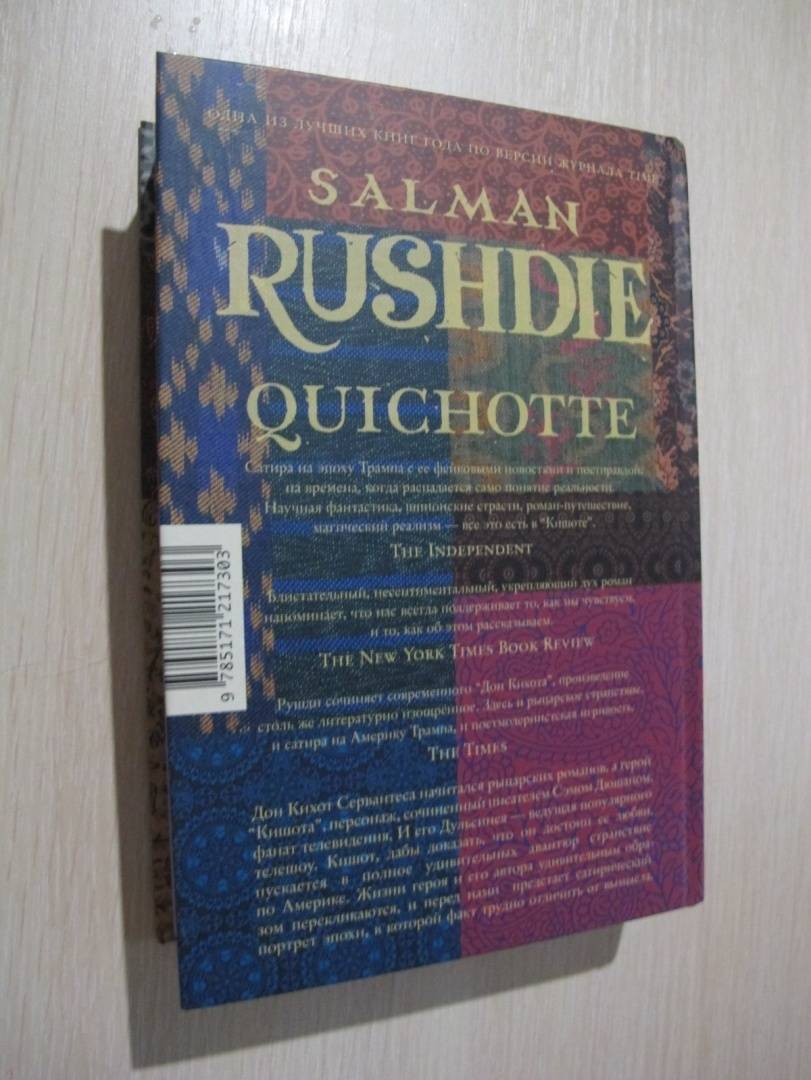 ОДНА ИЗ ЛУЧШИХ КНИГ ГОДА ПО ВЕРСИИ ЖУРНАЛА TIME
SALMAN
RUSHDIE
QUICHOTTE
Сатира на эпоху Трампа с ее фейковыми новостями и постправдой,
на времена, когда распадается само понятие реальности.
Научная фантастика, шпионские страсти, роман-путешествие,
магический реализм — все это есть в "Кишоте".
THE INDEPENDENT
Блистательный, несентиментальный, укрепляющий дух роман
напоминает, что нас всегда поддерживает то, как мы чувствуем,
и то, как об этом рассказываем.
THE NEW YORK TIMES BOOK REVIEW
Рушди сочиняет современного "Дон Кихота", произведение
столь же литературно изощренное. Здесь и рыцарское странствие,
и сатира на Америку Трампа, и постмодернистская игривость.
THE TIMES
Дон Кихот Сервантеса начитался рыцарских романов, а герой
"Кишота", персонаж, сочиненный писателем Сэмом Дюшаном,
фанат телевидения. И его Дульсинея — ведущая популярного
телешоу. Кишот, дабы доказать, что он достоин ее любви,
пускается в полное удивительных авантюр странствие
по Америке. Жизни героя и его автора удивительным обра-
зом перекликаются, и перед нами предстает сатирический
портрет эпохи, в которой факт трудно отличить от вымысла.
9 785171 217303